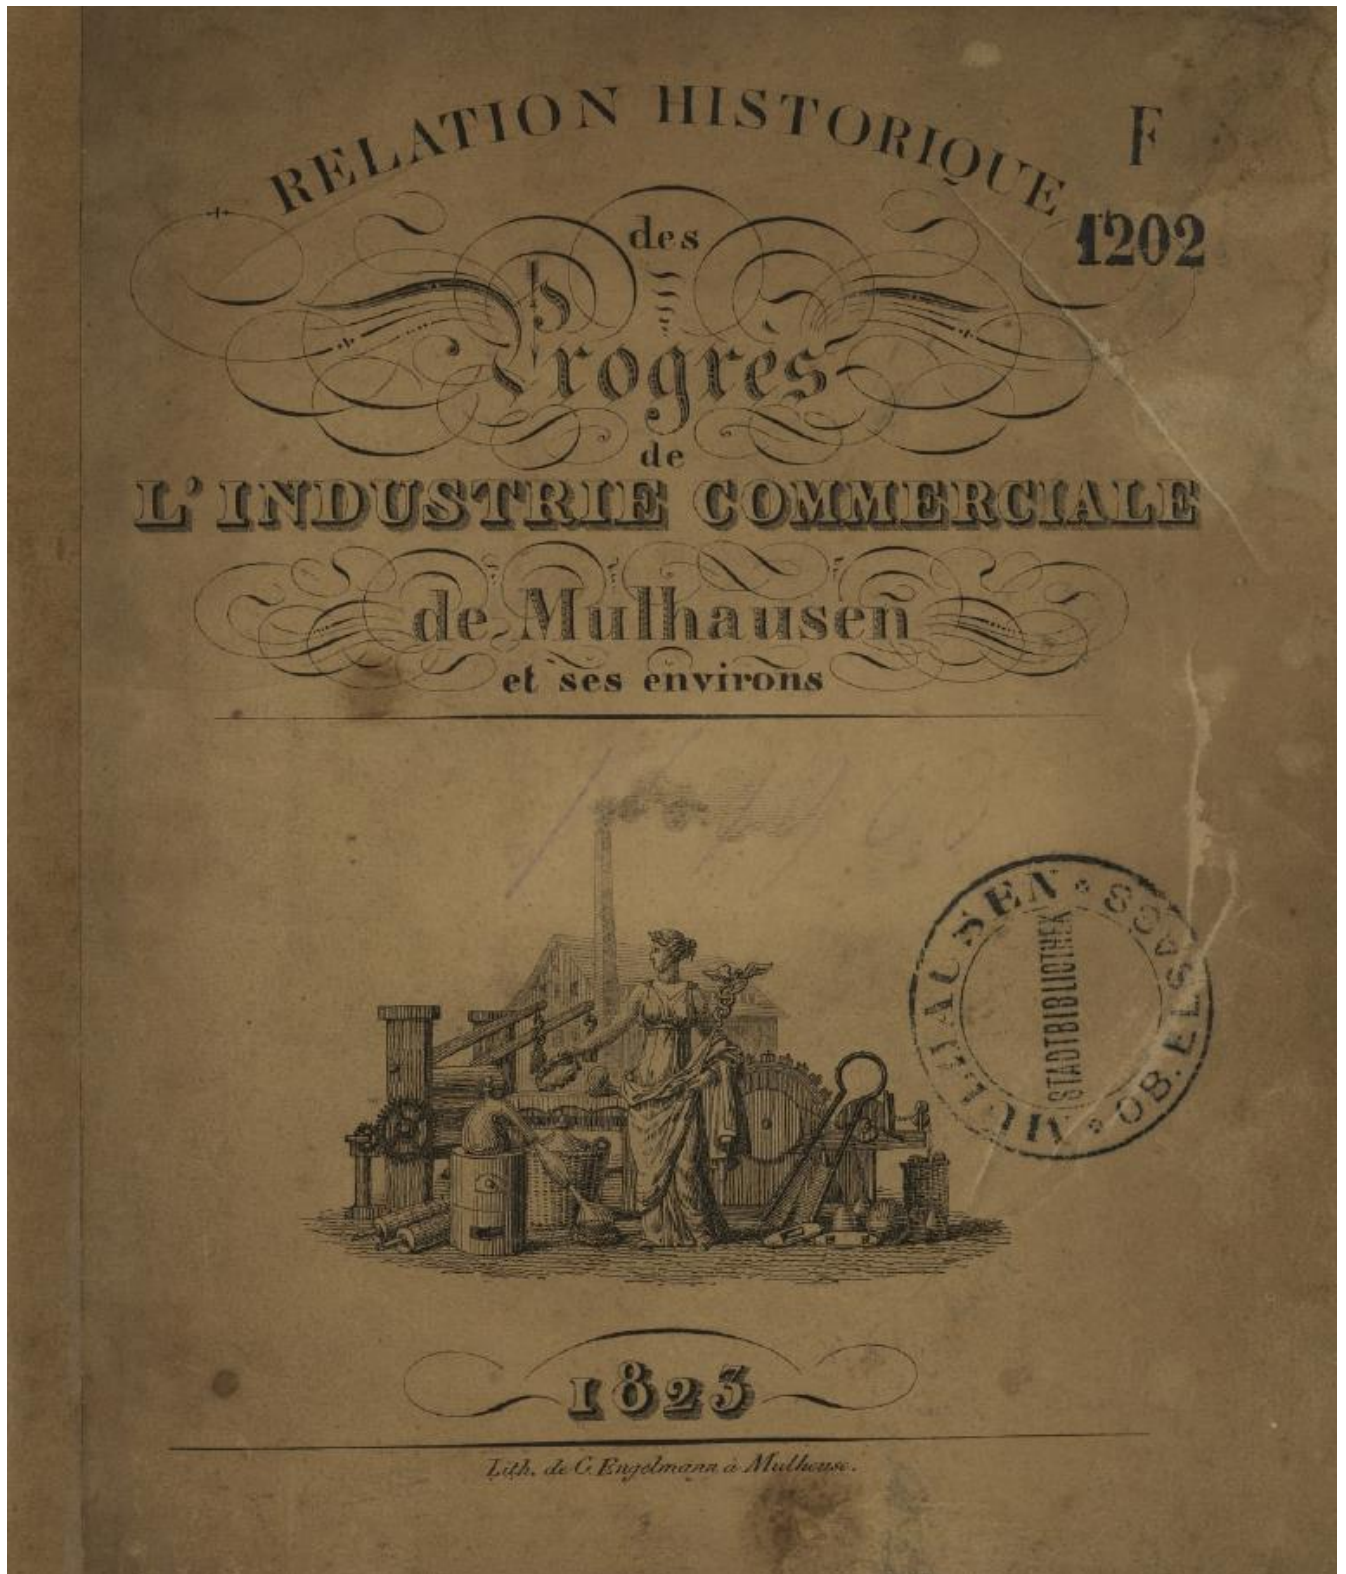 RELATION HISTORIQUE
F
1202
des
Progrès
de
L'INDUSTRIE COMMERCIALE
de Mulhausen
et ses environs
MÜLHAUSEN * OB. ELSASS *
STADTBIBLIOTHEK
1823
Lith. de G. Engelmann à Mulhouse.